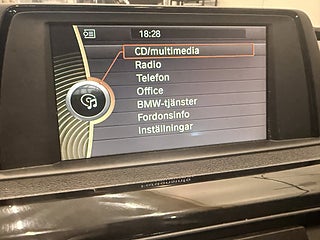 18:28
CD/multimedia
Radio
Telefon
Office
BMW-tjänster
Fordonsinfo
Inställningar